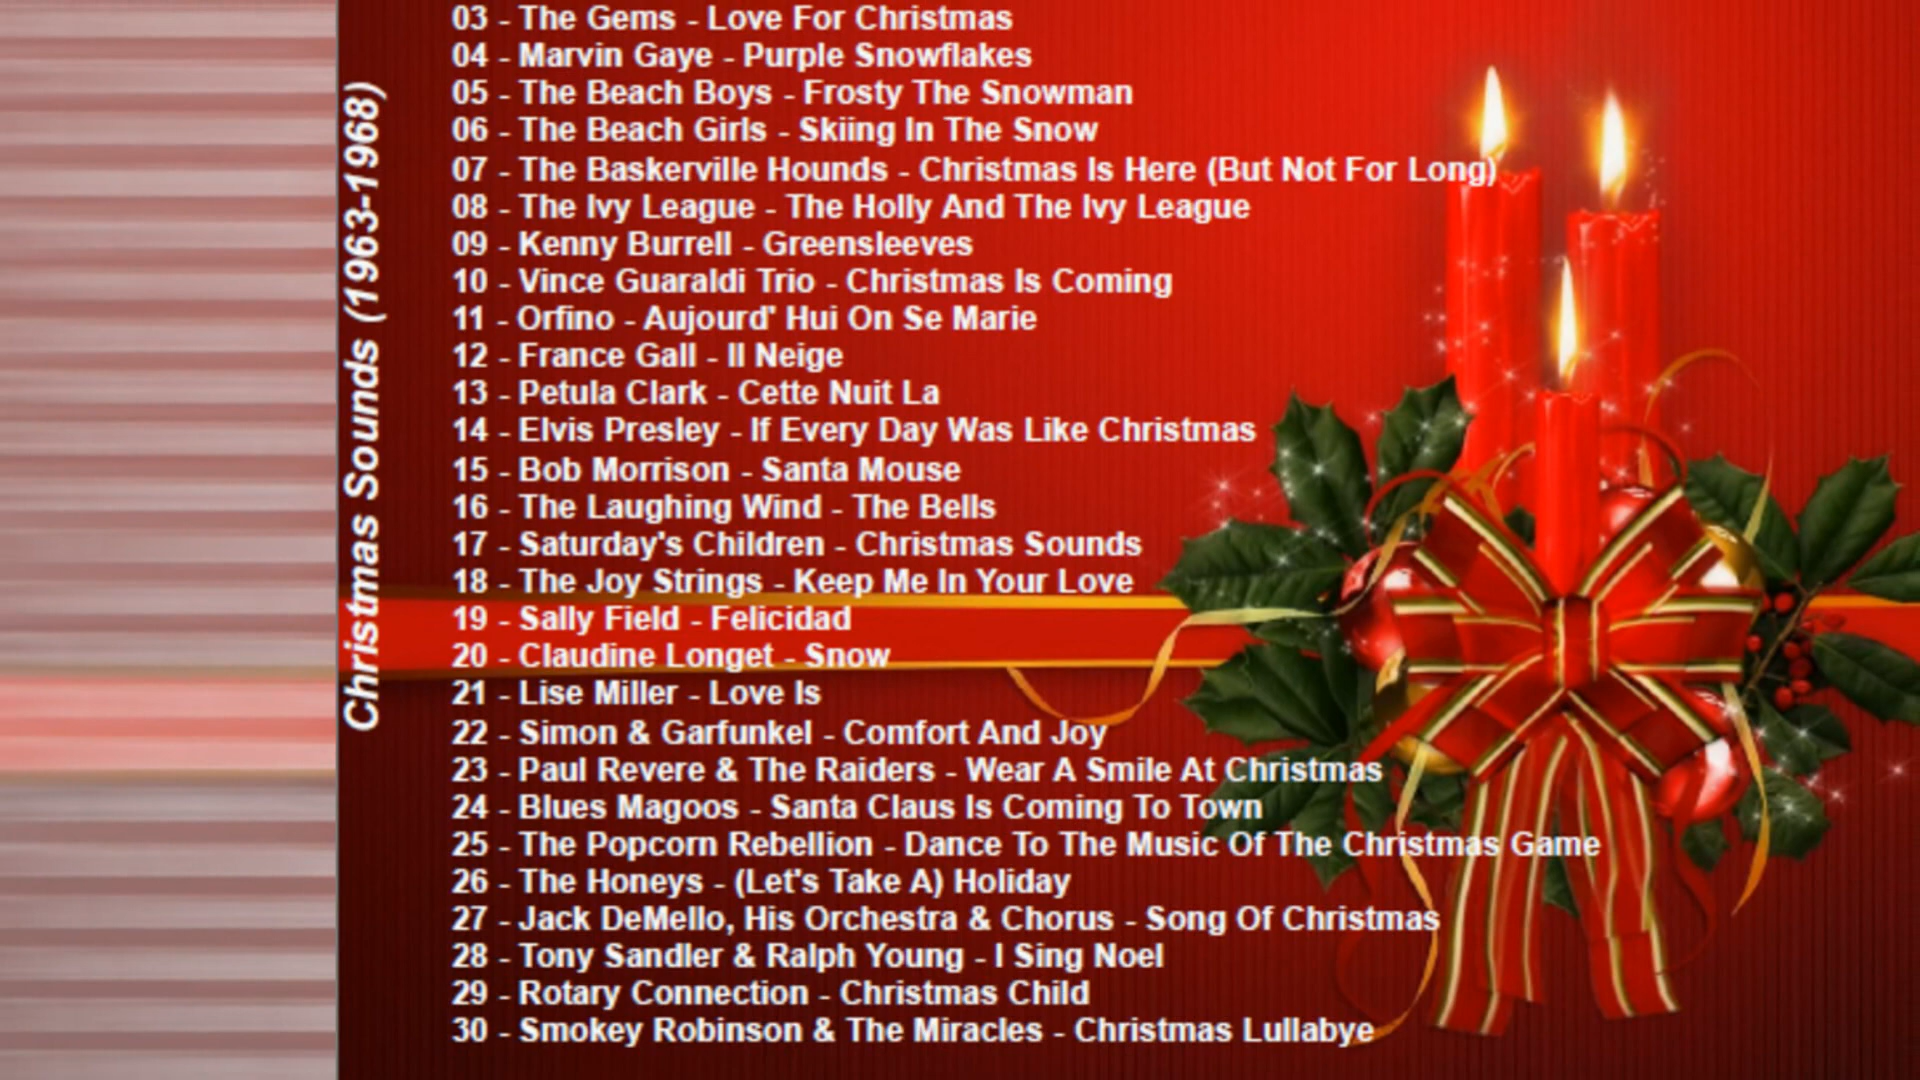 Christmas Sounds (1963-1968)
03 - The Gems - Love For Christmas
04 - Marvin Gaye - Purple Snowflakes
05 - The Beach Boys - Frosty The Snowman
06 - The Beach Girls - Skiing In The Snow
07 - The Baskerville Hounds - Christmas Is Here (But Not For Long)
08 - The Ivy League - The Holly And The Ivy League
09 - Kenny Burrell - Greensleeves
10 - Vince Guaraldi Trio - Christmas Is Coming
11 - Orfino - Aujourd' Hui On Se Marie
12 - France Gall - Il Neige
13 - Petula Clark - Cette Nuit La
14 - Elvis Presley - If Every Day Was Like Christmas
15 - Bob Morrison - Santa Mouse
16 - The Laughing Wind - The Bells
17 - Saturday's Children - Christmas Sounds
18 - The Joy Strings - Keep Me In Your Love
19 - Sally Field - Felicidad
20 - Claudine Longet - Snow
21 - Lise Miller - Love Is
22 - Simon & Garfunkel - Comfort And Joy
23 - Paul Revere & The Raiders - Wear A Smile At Christmas
24 - Blues Magoos - Santa Claus Is Coming To Town
25 - The Popcorn Rebellion - Dance To The Music Of The Christmas Game
26 - The Honeys - (Let's Take A) Holiday
27 - Jack DeMello, His Orchestra & Chorus - Song Of Christmas
28 - Tony Sandler & Ralph Young - I Sing Noel
29 - Rotary Connection - Christmas Child
30 - Smokey Robinson & The Miracles - Christmas Lullabye